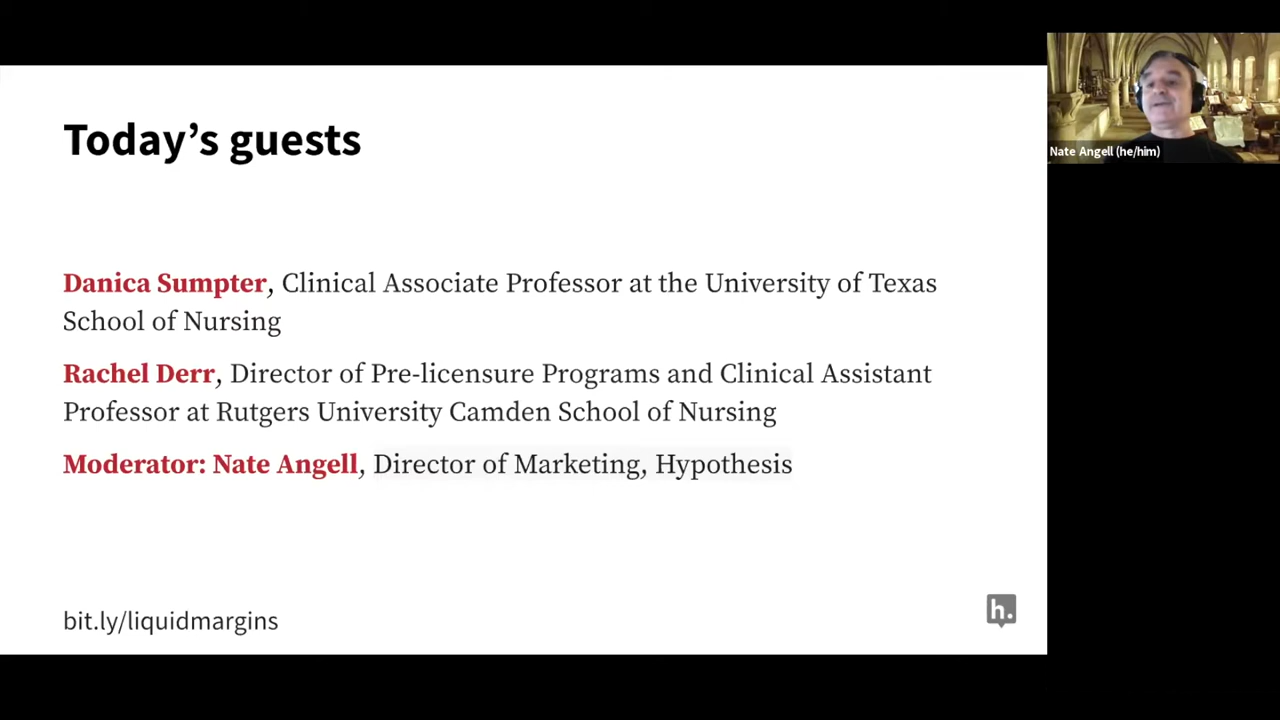 Today's guests
Nate Angell (he/him)
Danica Sumpter, Clinical Associate Professor at the University of Texas
School of Nursing
Rachel Derr, Director of Pre-licensure Programs and Clinical Assistant
Professor at Rutgers University Camden School of Nursing
Moderator: Nate Angell, Director of Marketing, Hypothesis
bit.ly/liquidmargins
h.